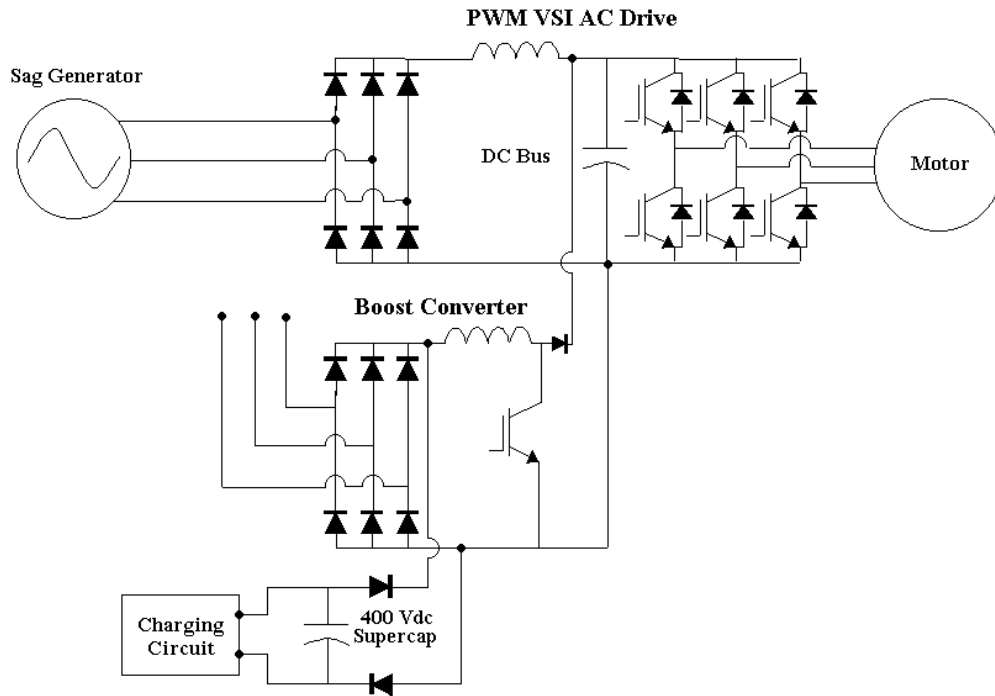 PWM VSI AC Drive
Sag Generator
DC Bus
Motor
Boost Converter
400 Vdc
Supercap
Charging
Circuit